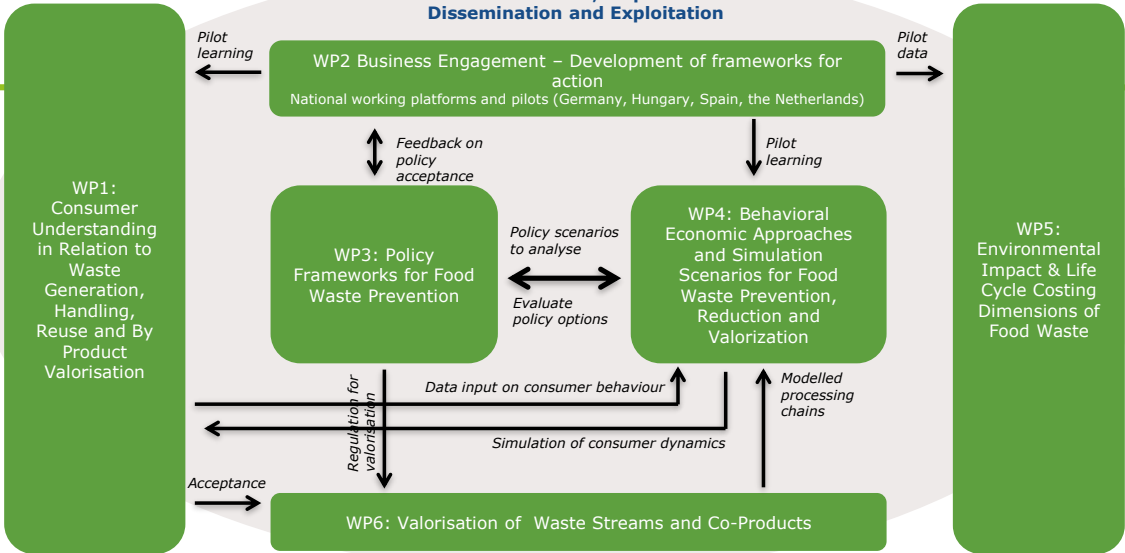 Dissemination and Exploitation
Pilot
learning
WP2 Business Engagement – Development of frameworks for
action
National working platforms and pilots (Germany, Hungary, Spain, the Netherlands)
Pilot
data
Feedback on
policy
acceptance
Pilot
learning
WP1:
Consumer
Understanding
in Relation to
Waste
Generation,
Handling,
Reuse and By
Product
Valorisation
WP3: Policy
Frameworks for Food
Waste Prevention
Policy scenarios
to analyse
Evaluate
policy options
WP4: Behavioral
Economic Approaches
and Simulation
Scenarios for Food
Waste Prevention,
Reduction and
Valorization
WP5:
Environmental
Impact & Life
Cycle Costing
Dimensions of
Food Waste
Regulation for
valorisation
Data input on consumer behaviour
Modelled
processing
chains
Simulation of consumer dynamics
Acceptance
WP6: Valorisation of  Waste Streams and Co-Products